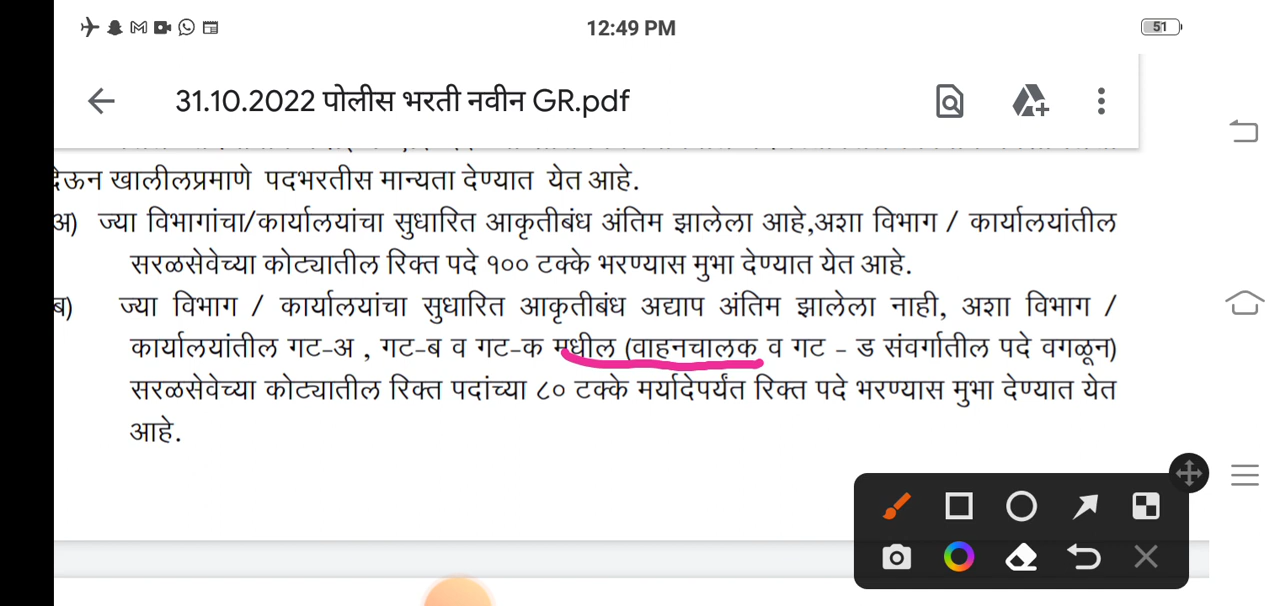 12:49 PM
51
31.10.2022 पोलीस भरती नवीन GR.pdf
देऊन खालीलप्रमाणे पदभरतीस मान्यता देण्यात येत आहे.
अ) ज्या विभागांचा/कार्यालयांचा सुधारित आकृतीबंध अंतिम झालेला आहे,अशा विभाग / कार्यालयांतील
सरळसेवेच्या कोट्यातील रिक्त पदे १०० टक्के भरण्यास मुभा देण्यात येत आहे.
ब) ज्या विभाग / कार्यालयांचा सुधारित आकृतीबंध अद्याप अंतिम झालेला नाही, अशा विभाग /
कार्यालयांतील गट-अ , गट-ब व गट-क मधील (वाहनचालक व गट - ड संवर्गातील पदे वगळून)
सरळसेवेच्या कोट्यातील रिक्त पदांच्या ८० टक्के मर्यादेपर्यंत रिक्त पदे भरण्यास मुभा देण्यात येत
आहे.